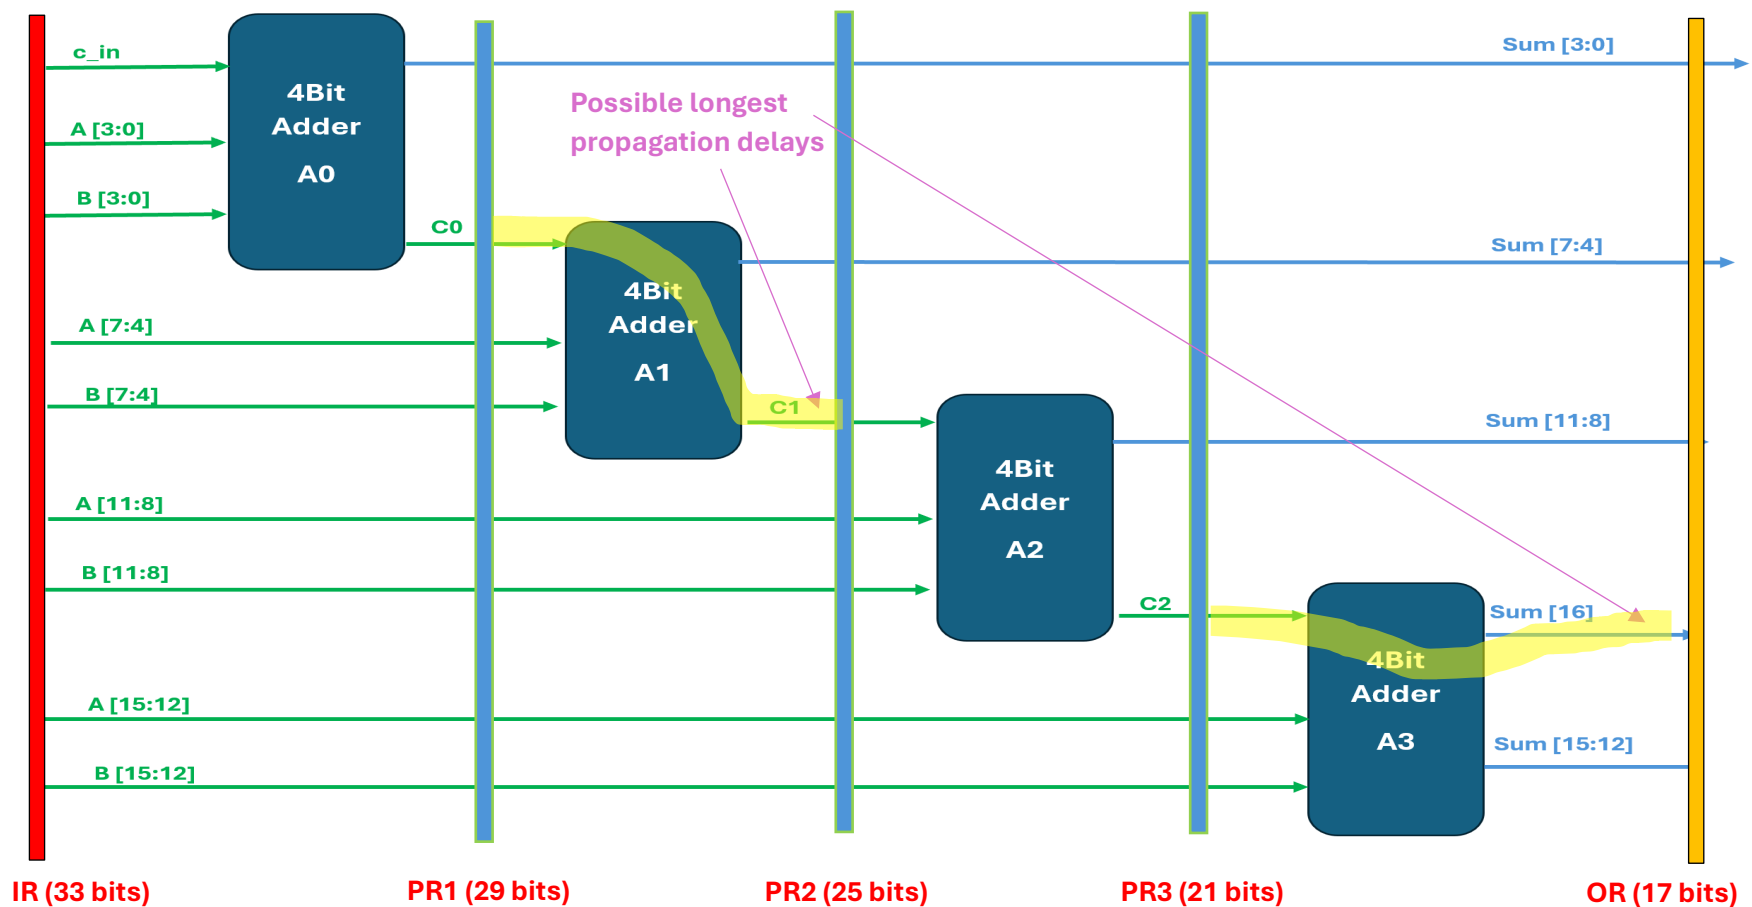 c_in
A [3:0]
B [3:0]
4Bit
Adder
A0
Sum [3:0]
Possible longest
propagation delays
C0
Sum [7:4]
A [7:4]
B [7:4]
4Bit
Adder
A1
C1
Sum [11:8]
A [11:8]
B [11:8]
4Bit
Adder
A2
C2
Sum [16]
4Bit
Adder
A3
A [15:12]
B [15:12]
Sum [15:12]
IR (33 bits)
PR1 (29 bits)
PR2 (25 bits)
PR3 (21 bits)
OR (17 bits)